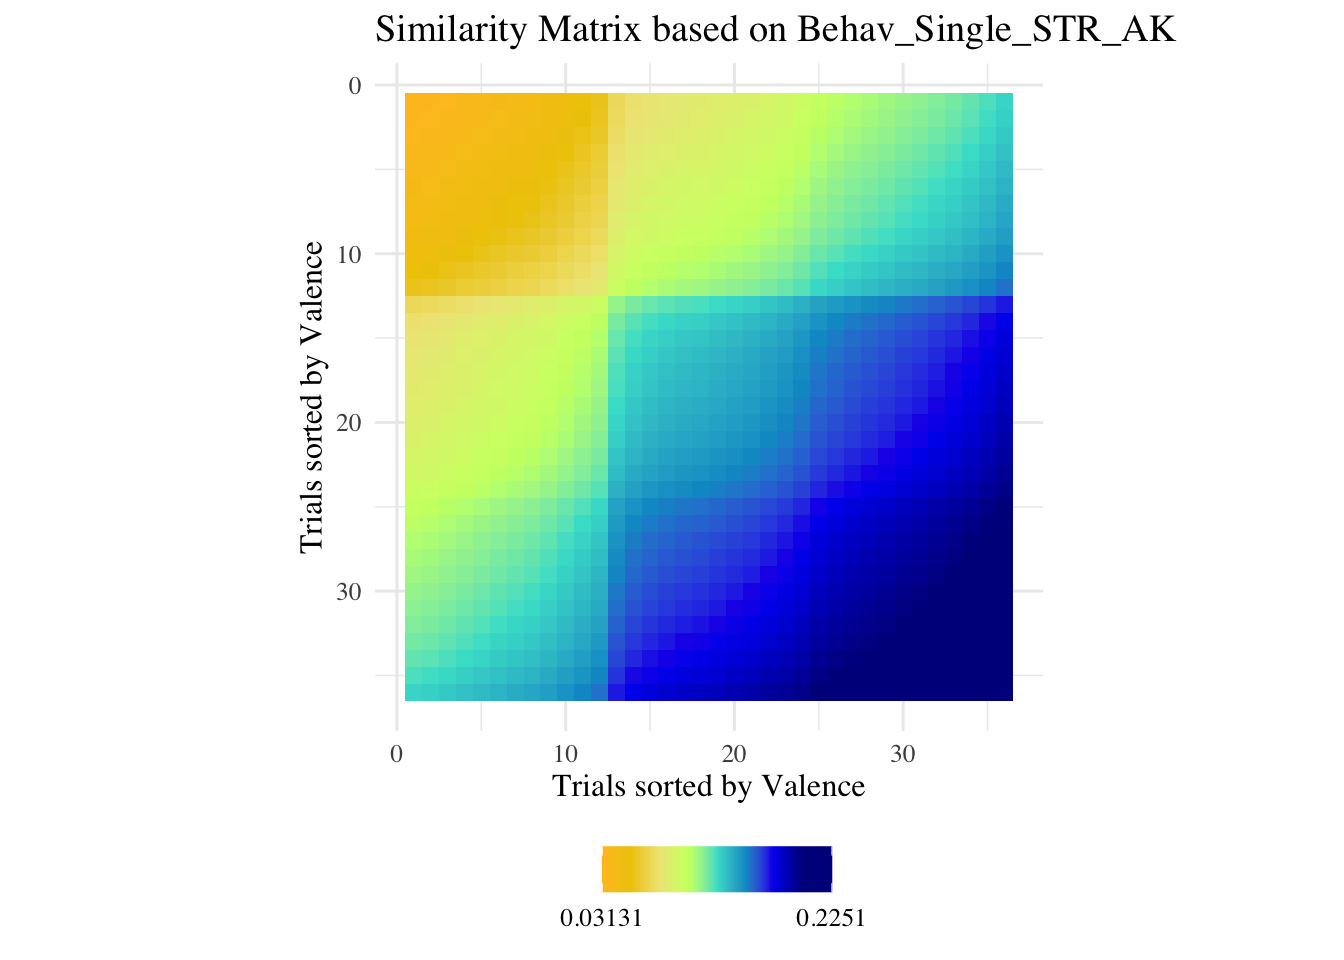 Similarity Matrix based on Behav_Single_STR_AK
0
10
20
30
Trials sorted by Valence
0 10 20 30
Trials sorted by Valence
0.03131 0.2251